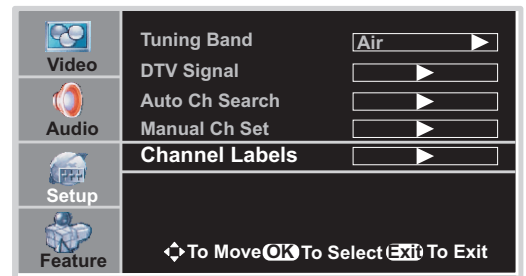 Video
Audio
Setup
Feature
Tuning Band Air
DTV Signal
Auto Ch Search
Manual Ch Set
Channel Labels
To Move OK To Select Exit To Exit